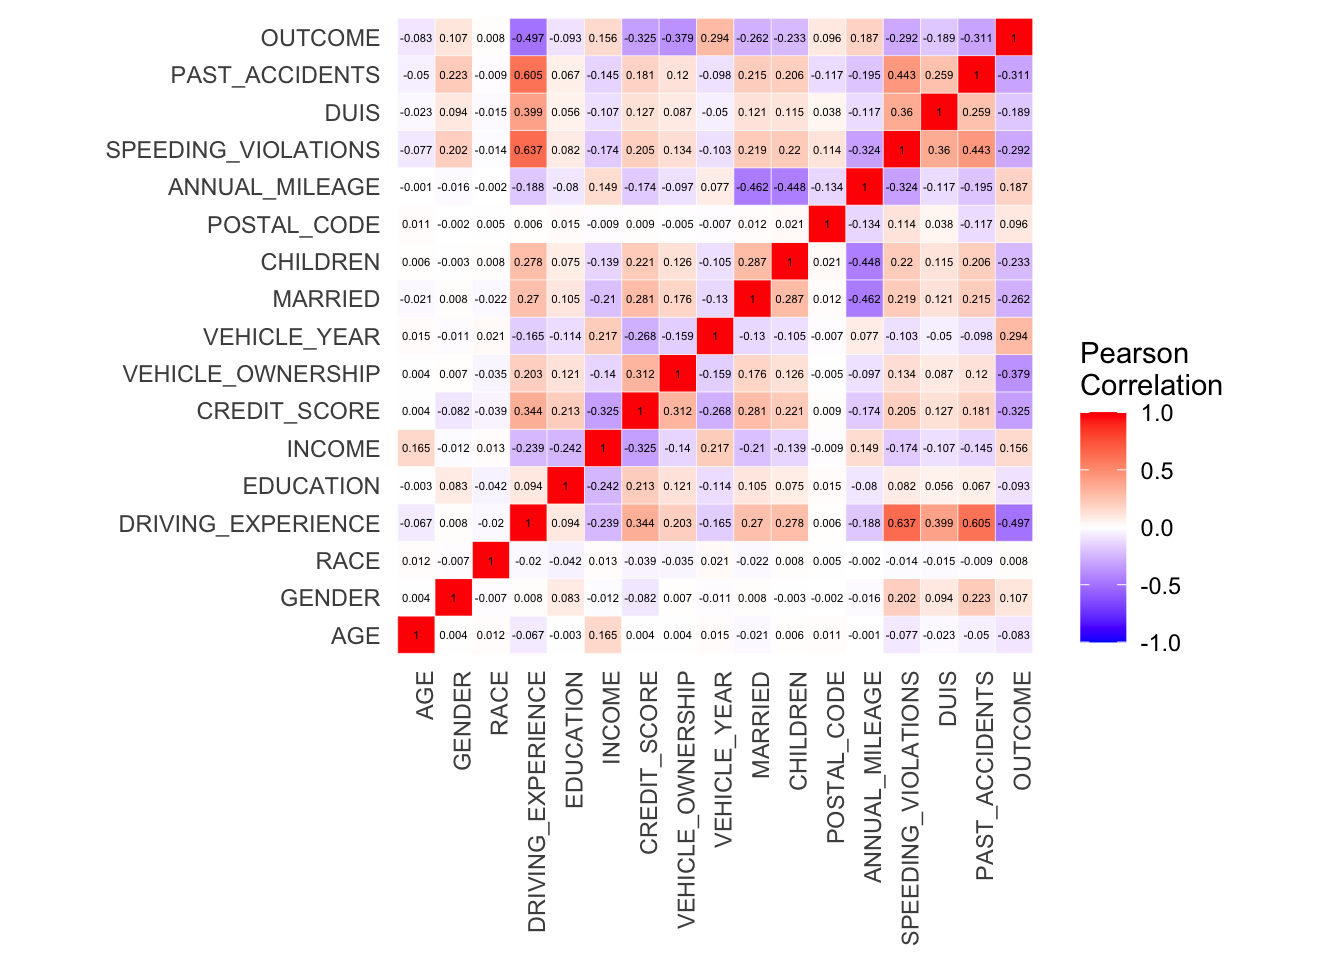 OUTCOME -0.083 0.107 0.008 -0.497 -0.093 0.156 -0.325 -0.379 0.294 -0.262 -0.233 0.096 0.187 -0.292 -0.189 -0.311 1
PAST_ACCIDENTS -0.05 0.223 -0.009 0.605 0.067 -0.145 0.181 0.12 -0.098 0.215 0.206 -0.117 -0.195 0.443 0.259 1 -0.311
DUIS -0.023 0.094 -0.015 0.399 0.056 -0.107 0.127 0.087 -0.05 0.121 0.115 0.038 -0.117 0.36 1 0.259 -0.189
SPEEDING_VIOLATIONS -0.077 0.202 -0.014 0.637 0.082 -0.174 0.205 0.134 -0.103 0.219 0.22 0.114 -0.324 1 0.36 0.443 -0.292
ANNUAL_MILEAGE -0.001 -0.016 -0.002 -0.188 -0.08 0.149 -0.174 -0.097 0.077 -0.462 -0.448 -0.134 1 -0.324 -0.117 -0.195 0.187
POSTAL_CODE 0.011 -0.002 0.005 0.006 0.015 -0.009 0.009 -0.005 -0.007 0.012 0.021 1 -0.134 0.114 0.038 -0.117 0.096
CHILDREN 0.006 -0.003 0.008 0.278 0.075 -0.139 0.221 0.126 -0.105 0.287 1 0.021 -0.448 0.22 0.115 0.206 -0.233
MARRIED -0.021 0.008 -0.022 0.27 0.105 -0.21 0.281 0.176 -0.13 1 0.287 0.012 -0.462 0.219 0.121 0.215 -0.262
VEHICLE_YEAR 0.015 -0.011 0.021 -0.165 -0.114 0.217 -0.268 -0.159 1 -0.13 -0.105 -0.007 0.077 -0.103 -0.05 -0.098 0.294
VEHICLE_OWNERSHIP 0.004 0.007 -0.035 0.203 0.121 -0.14 0.312 1 -0.159 0.176 0.126 -0.005 -0.097 0.134 0.087 0.12 -0.379
CREDIT_SCORE 0.004 -0.082 -0.039 0.344 0.213 -0.325 1 0.312 -0.268 0.281 0.221 0.009 -0.174 0.205 0.127 0.181 -0.325
INCOME 0.165 -0.012 0.013 -0.239 -0.242 1 -0.325 -0.14 0.217 -0.21 -0.139 -0.009 0.149 -0.174 -0.107 -0.145 0.156
EDUCATION -0.003 0.083 -0.042 0.094 1 -0.242 0.213 0.121 -0.114 0.105 0.075 0.015 -0.08 0.082 0.056 0.067 -0.093
DRIVING_EXPERIENCE -0.067 0.008 -0.02 1 0.094 -0.239 0.344 0.203 -0.165 0.27 0.278 0.006 -0.188 0.637 0.399 0.605 -0.497
RACE 0.012 -0.007 1 -0.02 -0.042 0.013 -0.039 -0.035 0.021 -0.022 0.008 0.005 -0.002 -0.014 -0.015 -0.009 0.008
GENDER 0.004 1 -0.007 0.008 0.083 -0.012 -0.082 0.007 -0.011 0.008 -0.003 -0.002 -0.016 0.202 0.094 0.223 0.107
AGE 1 0.004 0.012 -0.067 -0.003 0.165 0.004 0.004 0.015 -0.021 0.006 0.011 -0.001 -0.077 -0.023 -0.05 -0.083
AGE
GENDER
RACE
DRIVING_EXPERIENCE
EDUCATION
INCOME
CREDIT_SCORE
VEHICLE_OWNERSHIP
VEHICLE_YEAR
MARRIED
CHILDREN
POSTAL_CODE
ANNUAL_MILEAGE
SPEEDING_VIOLATIONS
DUIS
PAST_ACCIDENTS
OUTCOME
Pearson
Correlation
1.0
0.5
0.0
-0.5
-1.0